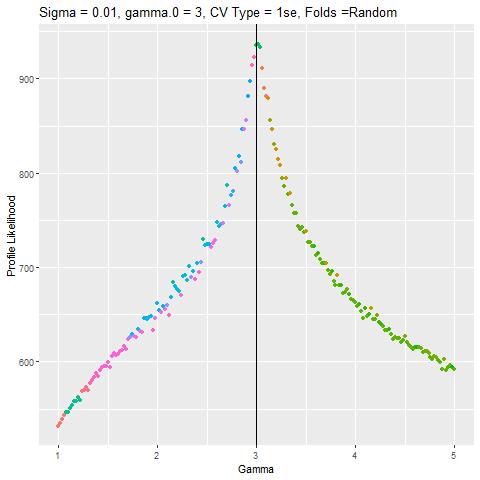 Sigma = 0.01, gamma.0 = 3, CV Type = 1se, Folds =Random
Profile Likelihood
900
800
700
600
1 2 3 4 5
Gamma